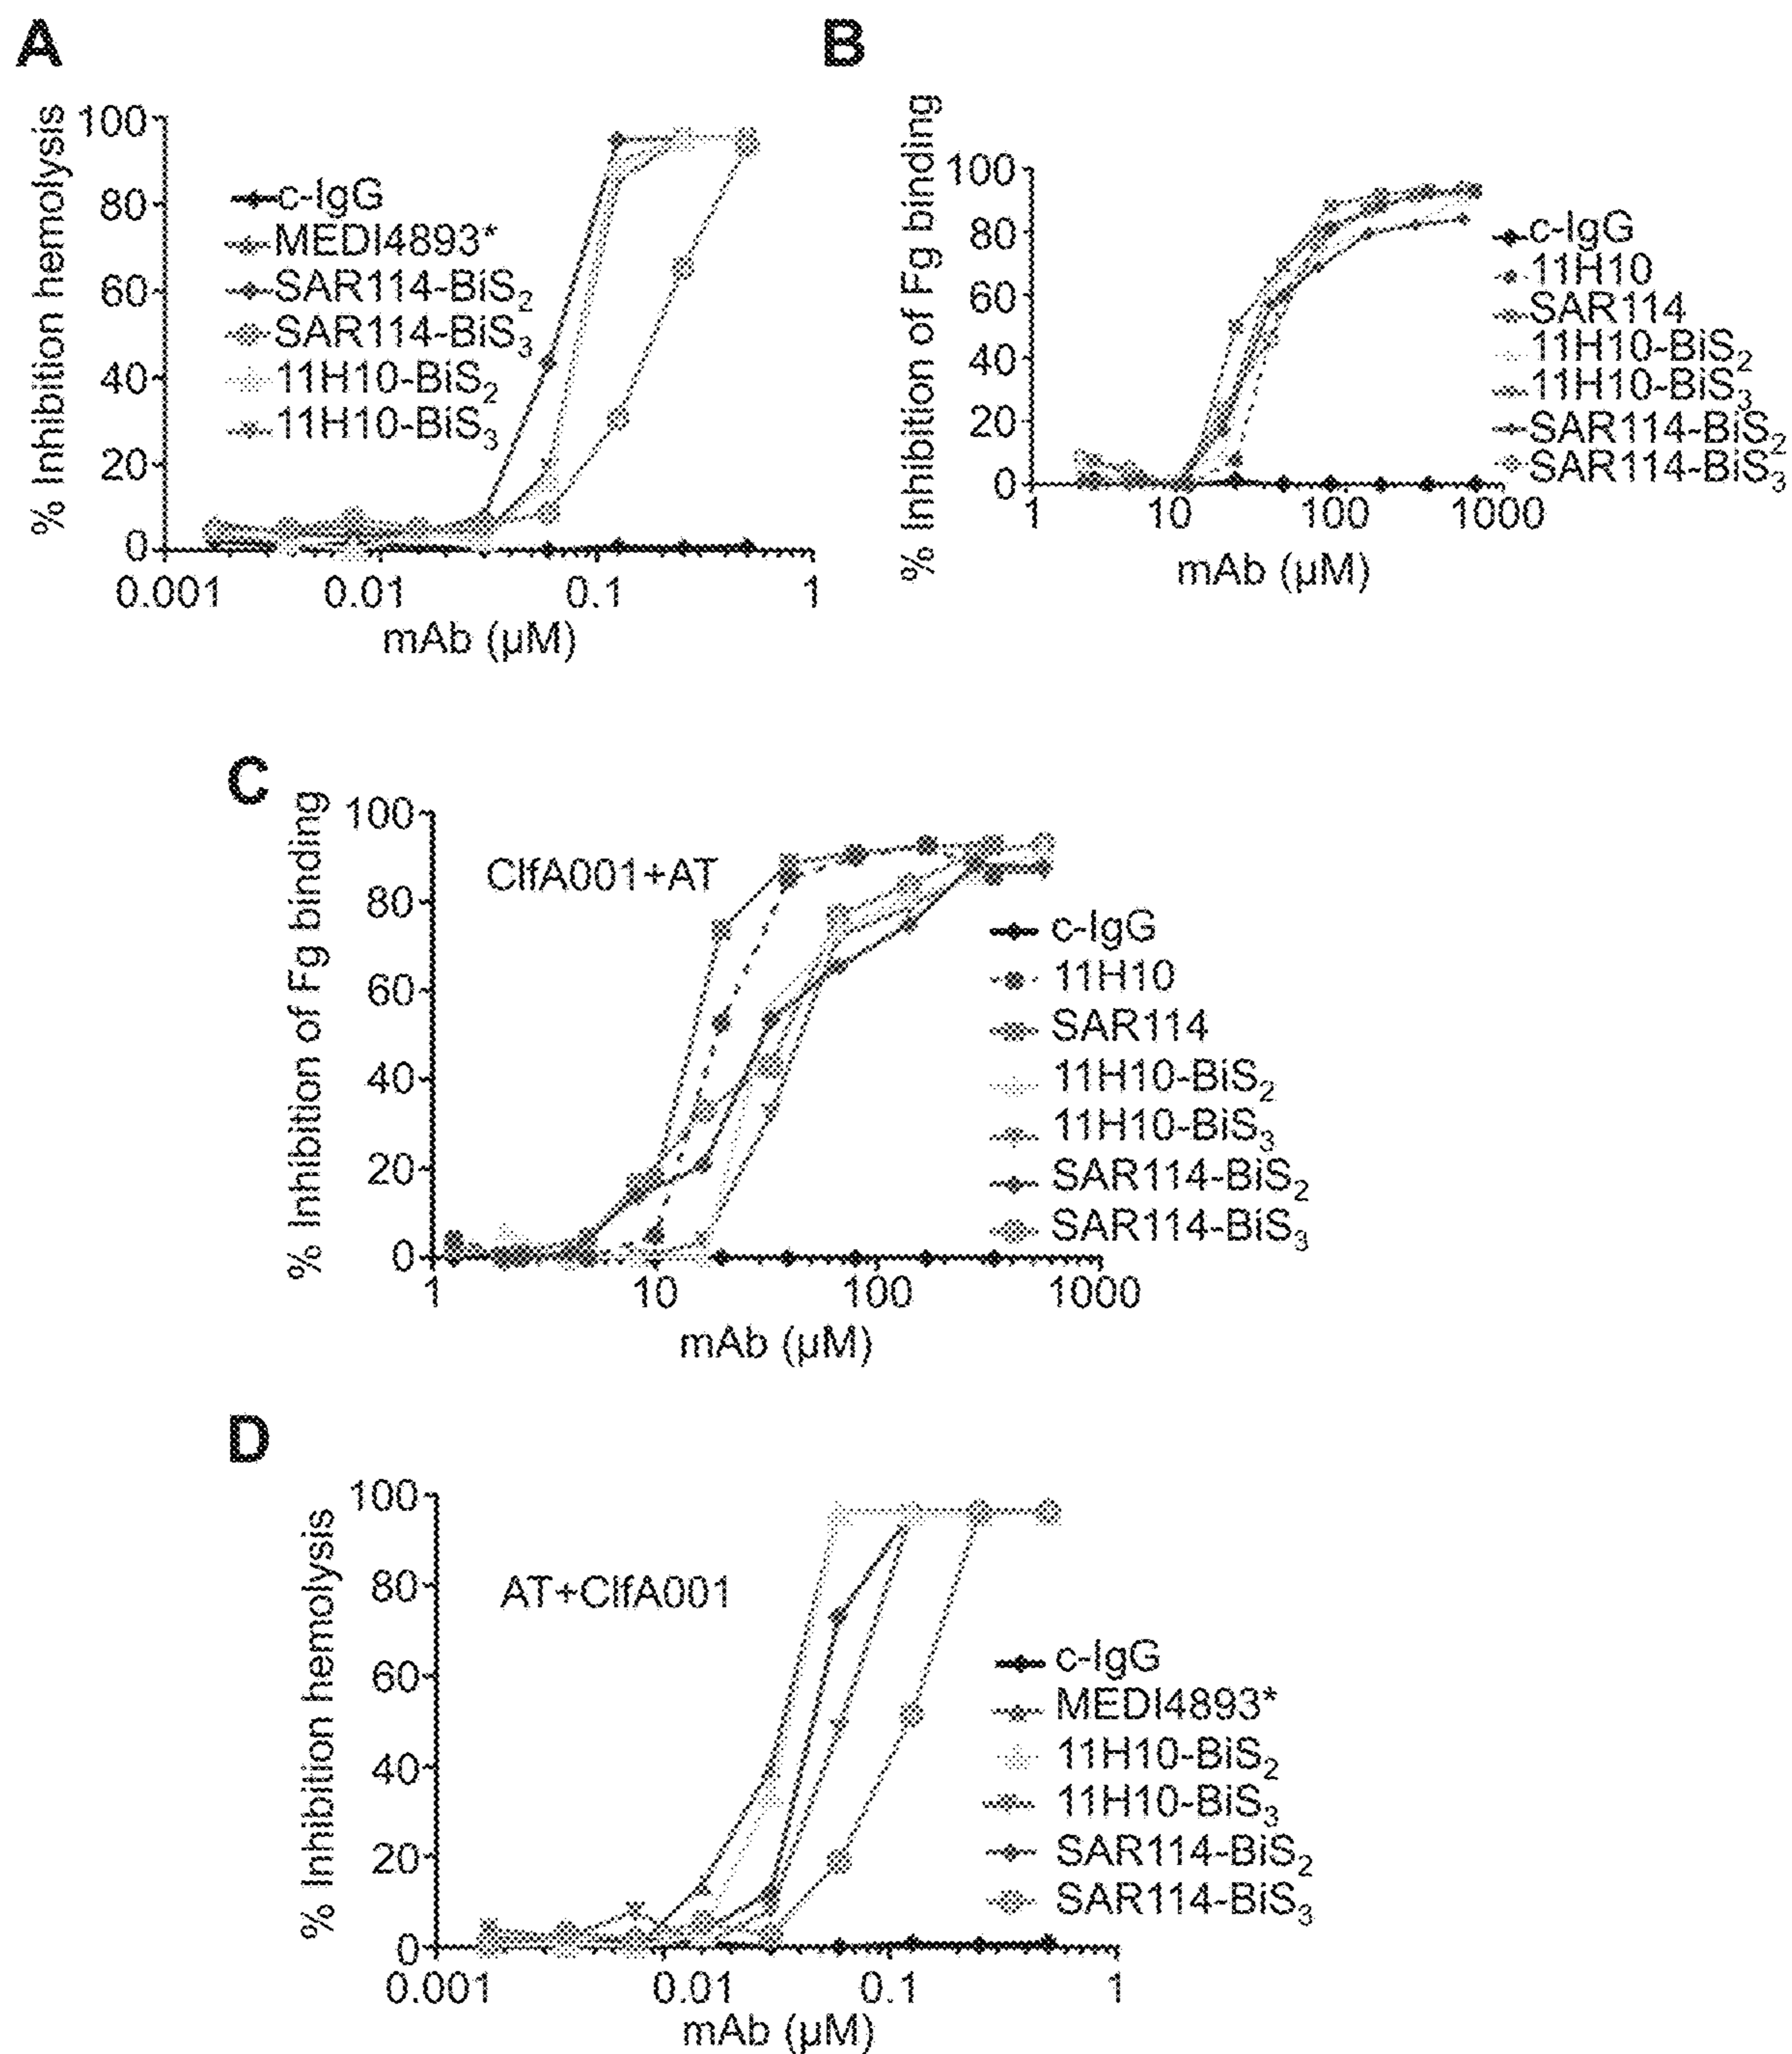 A
% Inhibition hemolysis
100
80
60
40
20
0
c-IgG
MEDI4893*
SAR114-BiS2
SAR114-BiS3
11H10-BiS2
11H10-BiS3
0.001 0.01 0.1 1
mAb (µM)
B
% Inhibition of Fg binding
100
80
60
40
20
0
c-IgG
11H10
SAR114
11H10-BiS2
11H10-BiS3
SAR114-BiS2
SAR114-BiS3
1 10 100 1000
mAb (µM)
C
% Inhibition of Fg binding
100
80
60
40
20
0
ClfA001+AT
c-IgG
11H10
SAR114
11H10-BiS2
11H10-BiS3
SAR114-BiS2
SAR114-BiS3
1 10 100 1000
mAb (µM)
D
% Inhibition hemolysis
100
80
60
40
20
0
AT+ClfA001
c-IgG
MEDI4893*
11H10-BiS2
11H10-BiS3
SAR114-BiS2
SAR114-BiS3
0.001 0.01 0.1 1
mAb (µM)